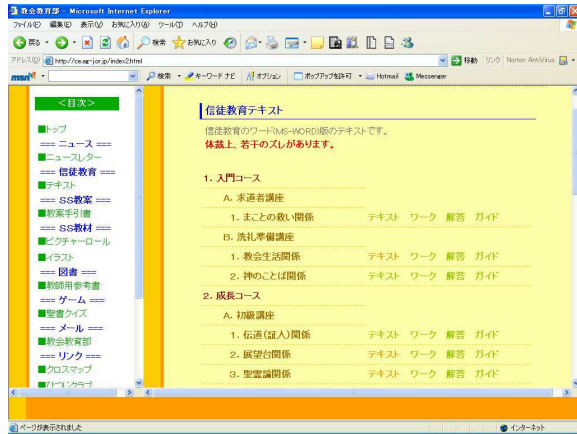 教会教育部 - Microsoft Internet Explorer
ファイル(F) 編集(E) 表示(V) お気に入り(A) ツール(T) ヘルプ(H)
戻る 検索 お気に入り
アドレス(D) http://ce.ag-jor.jp/index2.html 移動 リンク Norton AntiVirus
msn 検索 キーワード ナビ オプション ポップアップを許可 Hotmail Messenger
<目次>
■トップ
=== ニュース ===
■ニュースレター
=== 信徒教育 ===
■テキスト
=== SS教案 ===
■教案手引書
=== SS教材 ===
■ピクチャーロール
■イラスト
=== 図書 ===
■教師用参考書
=== ゲーム ===
■聖書クイズ
=== メール ===
■教会教育部
=== リンク ===
■クロスマップ
信徒教育テキスト
信徒教育のワード(MS-WORD)版のテキストです。
体裁上、若干のズレがあります。
1. 入門コース
A. 求道者講座
1. まことの救い関係 テキスト ワーク 解答 ガイド
B. 洗礼準備講座
1. 教会生活関係 テキスト ワーク 解答 ガイド
2. 神のことば関係 テキスト ワーク 解答 ガイド
2. 成長コース
A. 初級講座
1. 伝道(証人)関係 テキスト ワーク 解答 ガイド
2. 展望台関係 テキスト ワーク 解答 ガイド
3. 聖霊論関係 テキスト ワーク 解答 ガイド
ページが表示されました インターネット